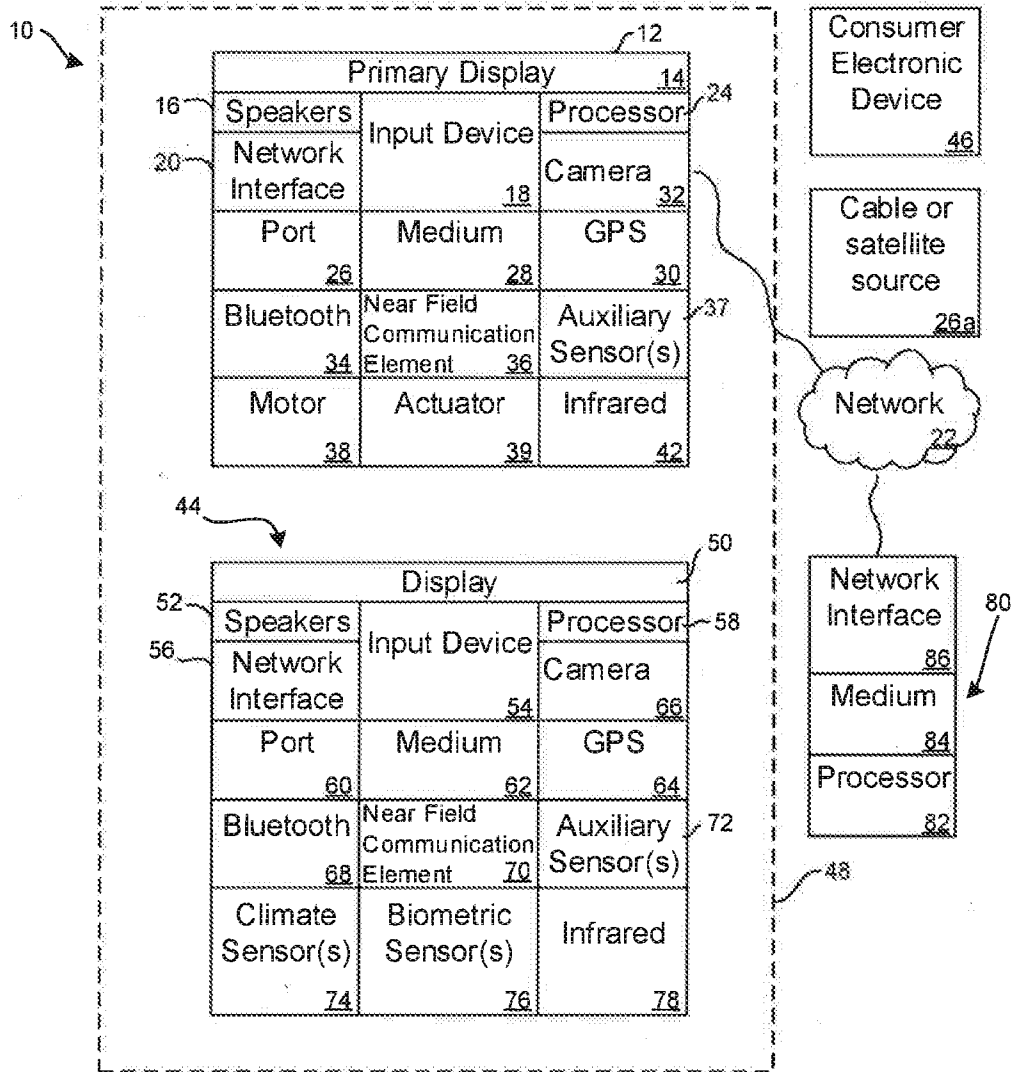 10
12
Primary Display
14
16
Speakers
Input Device
18
Processor
24
20
Network
Interface
Camera
32
Port
26
Medium
28
GPS
30
Bluetooth
34
Near Field
Communication
Element 36
Auxiliary
Sensor(s)
37
Motor
38
Actuator
39
Infrared
42
Consumer
Electronic
Device
46
Cable or
satellite
source
26a
Network
22
44
50
Display
52
Speakers
Input Device
54
Processor
58
56
Network
Interface
Camera
66
Port
60
Medium
62
GPS
64
Bluetooth
68
Near Field
Communication
Element 70
Auxiliary
Sensor(s)
72
Climate
Sensor(s)
74
Biometric
Sensor(s)
76
Infrared
78
Network
Interface
86
80
Medium
84
Processor
82
48